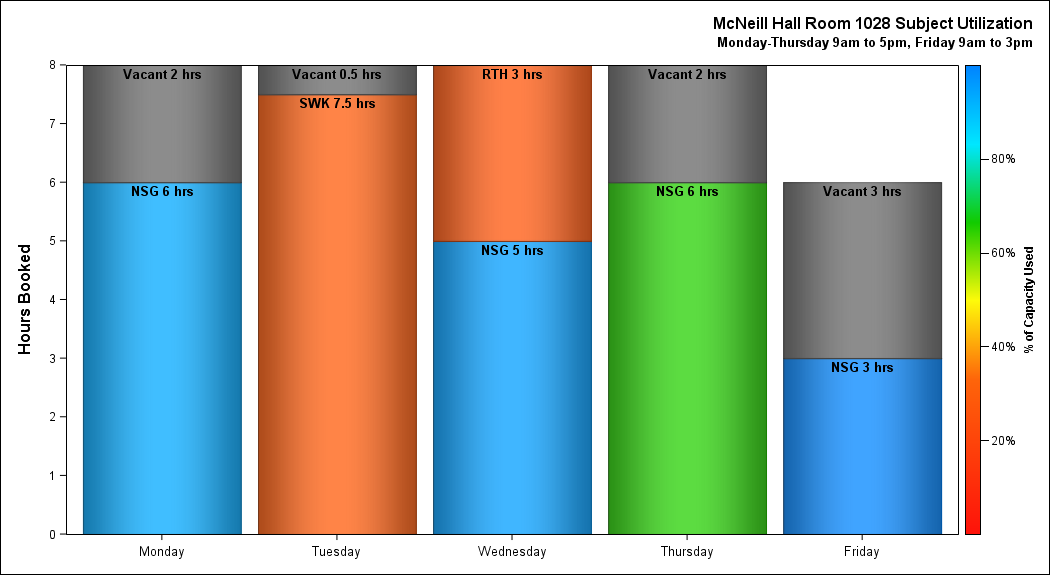 McNeill Hall Room 1028 Subject Utilization
Monday-Thursday 9am to 5pm, Friday 9am to 3pm
Hours Booked
8
7
6
5
4
3
2
1
0
Vacant 2 hrs
NSG 6 hrs
Vacant 0.5 hrs
SWK 7.5 hrs
RTH 3 hrs
NSG 5 hrs
Vacant 2 hrs
NSG 6 hrs
Vacant 3 hrs
NSG 3 hrs
Monday
Tuesday
Wednesday
Thursday
Friday
80%
60%
40%
20%
% of Capacity Used